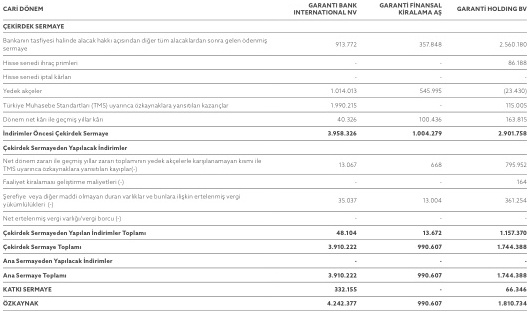 CARİ DÖNEM GARANTİ BANK INTERNATIONAL NV GARANTİ FİNANSAL KİRALAMA AŞ GARANTİ HOLDING BV
ÇEKİRDEK SERMAYE
Bankanın tasfiyesi halinde alacak hakkı açısından diğer tüm alacaklardan sonra gelen ödenmiş
sermaye 913.772 357.848 2.560.180
Hisse senedi ihraç primleri - - 86.188
Hisse senedi iptal kârları - - -
Yedek akçeler 1.014.013 545.995 (23.430)
Türkiye Muhasebe Standartları (TMS) uyarınca özkaynaklara yansıtılan kazançlar 1.990.215 - 115.005
Dönem net kârı ile geçmiş yıllar kârı 40.326 100.436 163.815
İndirimler Öncesi Çekirdek Sermaye 3.958.326 1.004.279 2.901.758
Çekirdek Sermayeden Yapılacak İndirimler
Net dönem zararı ile geçmiş yıllar zararı toplamının yedek akçelerle karşılanamayan kısmı ile
TMS uyarınca özkaynaklara yansıtılan kayıplar(-) 13.067 668 795.952
Faaliyet kiralaması geliştirme maliyetleri (-) - - 164
Şerefiye veya diğer maddi olmayan duran varlıklar ve bunlara ilişkin ertelenmiş vergi
yükümlülükleri (-) 35.037 13.004 361.254
Net ertelenmiş vergi varlığı/vergi borcu (-) - - -
Çekirdek Sermayeden Yapılan İndirimler Toplamı 48.104 13.672 1.157.370
Çekirdek Sermaye Toplamı 3.910.222 990.607 1.744.388
Ana Sermayeden Yapılacak İndirimler - - -
Ana Sermaye Toplamı 3.910.222 990.607 1.744.388
KATKI SERMAYE 332.155 - 66.346
ÖZKAYNAK 4.242.377 990.607 1.810.734